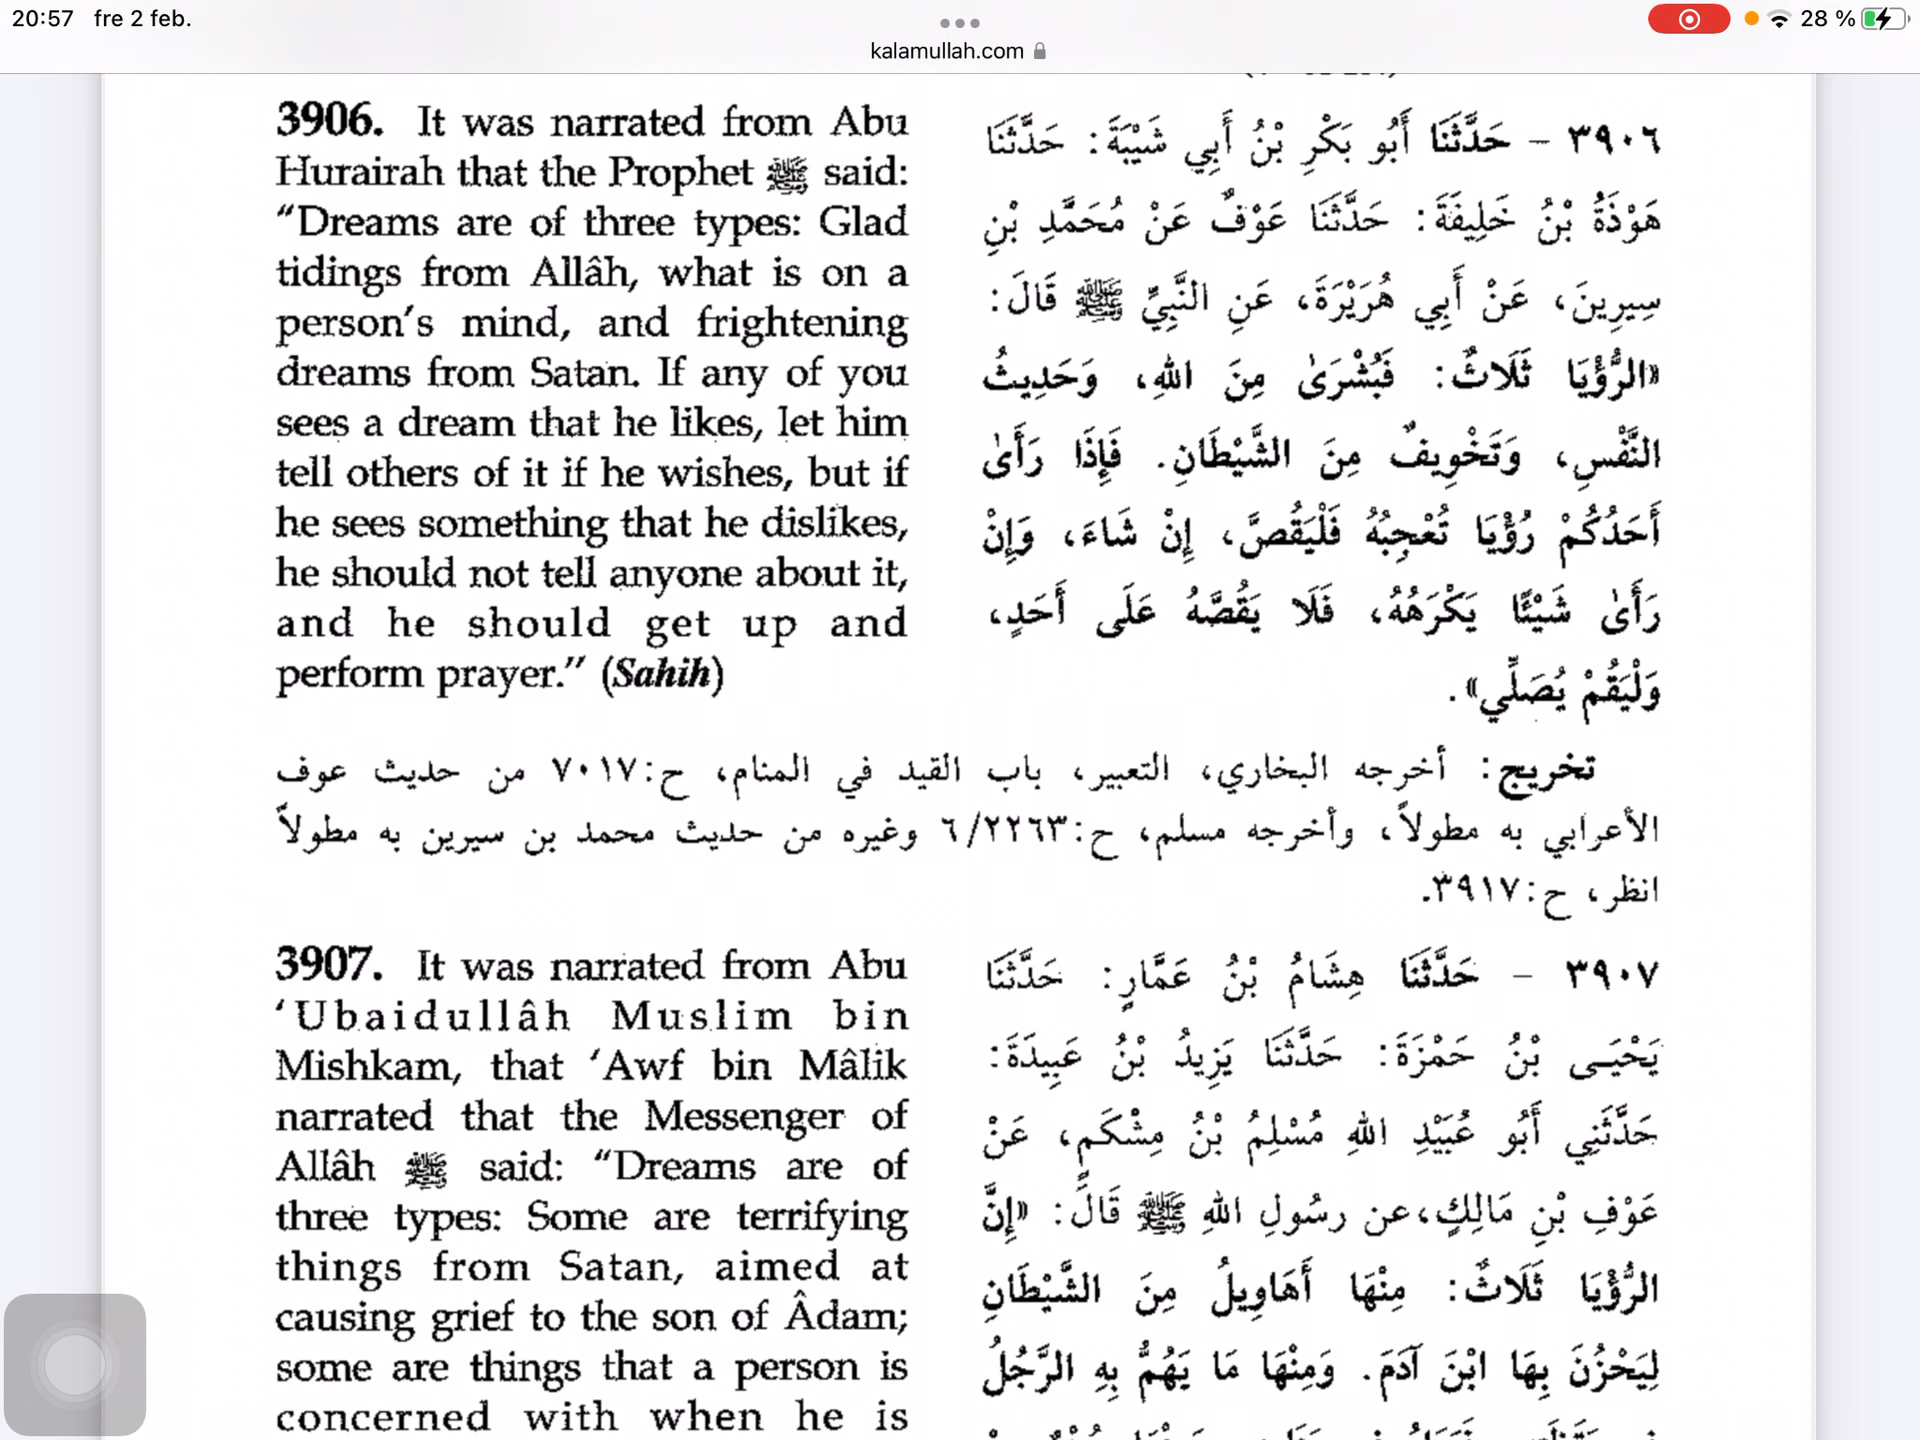 20:57 fre 2 feb.
28 %
kalamullah.com
3906. It was narrated from Abu
Hurairah that the Prophet ﷺ said:
“Dreams are of three types: Glad
tidings from Allâh, what is on a
person’s mind, and frightening
dreams from Satan. If any of you
sees a dream that he likes, let him
tell others of it if he wishes, but if
he sees something that he dislikes,
he should not tell anyone about it,
and he should get up and
perform prayer.” (Sahih)
٣٩٠٦ - حَدَّثَنَا أَبُو بَكْرِ بْنُ أَبِي شَيْبَةَ: حَدَّثَنَا
هَوْذَةُ بْنُ خَلِيفَةَ: حَدَّثَنَا عَوْفٌ عَنْ مُحَمَّدِ بْنِ
سِيرِينَ، عَنْ أَبِي هُرَيْرَةَ، عَنِ النَّبِيِّ ﷺ قَالَ:
«الرُّؤْيَا ثَلَاثٌ: فَبُشْرَىٰ مِنَ اللهِ، وَحَدِيثُ
النَّفْسِ، وَتَخْوِيفٌ مِنَ الشَّيْطَانِ. فَإِذَا رَأَىٰ
أَحَدُكُمْ رُؤْيَا تُعْجِبُهُ فَلْيَقُصَّ، إِنْ شَاءَ، وَإِنْ
رَأَىٰ شَيْئًا يَكْرَهُهُ، فَلَا يَقُصَّهُ عَلَى أَحَدٍ،
وَلْيَقُمْ يُصَلِّي».
تخريج: أخرجه البخاري، التعبير، باب القيد في المنام، ح:٧٠١٧ من حديث عوف
الأعرابي به مطولاً، وأخرجه مسلم، ح:٢٢٦٣/٦ وغيره من حديث محمد بن سيرين به مطولاً
انظر، ح:٣٩١٧.
3907. It was narrated from Abu
‘Ubaidullâh Muslim bin
Mishkam, that ‘Awf bin Mâlik
narrated that the Messenger of
Allâh ﷺ said: “Dreams are of
three types: Some are terrifying
things from Satan, aimed at
causing grief to the son of Âdam;
some are things that a person is
concerned with when he is
٣٩٠٧ - حَدَّثَنَا هِشَامُ بْنُ عَمَّارٍ: حَدَّثَنَا
يَحْيَى بْنُ حَمْزَةَ: حَدَّثَنَا يَزِيدُ بْنُ عَبِيدَةَ:
حَدَّثَنِي أَبُو عُبَيْدِ اللهِ مُسْلِمُ بْنُ مِشْكَمٍ، عَنْ
عَوْفِ بْنِ مَالِكٍ، عن رسُولِ اللهِ ﷺ قَالَ: «إِنَّ
الرُّؤْيَا ثَلَاثٌ: مِنْهَا أَهَاوِيلُ مِنَ الشَّيْطَانِ
لِيَحْزُنَ بِهَا ابْنَ آدَمَ. وَمِنْهَا مَا يَهُمُّ بِهِ الرَّجُلُ